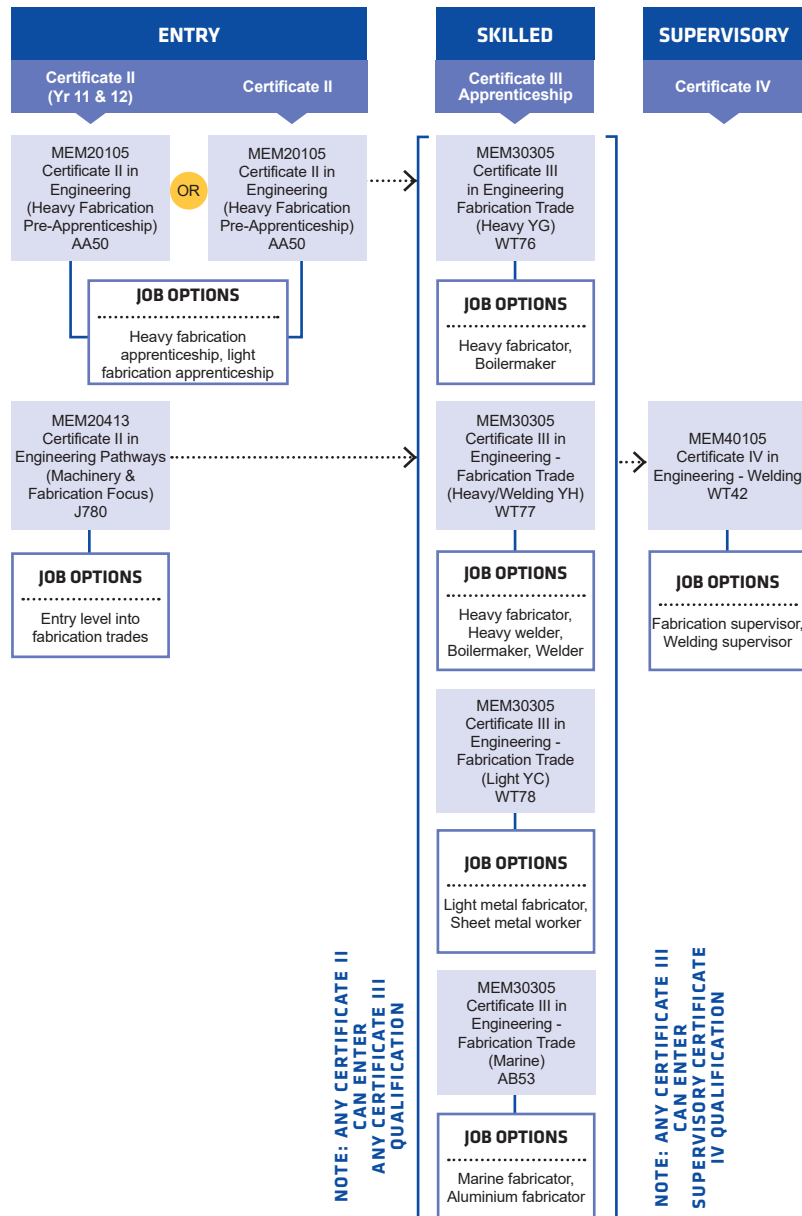 ENTRY
SKILLED
SUPERVISORY
Certificate II
(Yr 11 & 12)
Certificate II
Certificate III
Apprenticeship
Certificate IV
MEM20105
Certificate II in
Engineering
(Heavy Fabrication
Pre-Apprenticeship)
AA50
OR
MEM20105
Certificate II in
Engineering
(Heavy Fabrication
Pre-Apprenticeship)
AA50
JOB OPTIONS
Heavy fabrication
apprenticeship, light
fabrication apprenticeship
MEM20413
Certificate II in
Engineering Pathways
(Machinery &
Fabrication Focus)
J780
JOB OPTIONS
Entry level into
fabrication trades
NOTE: ANY CERTIFICATE II
CAN ENTER
ANY CERTIFICATE III
QUALIFICATION
MEM30305
Certificate III
in Engineering
Fabrication Trade
(Heavy YG)
WT76
JOB OPTIONS
Heavy fabricator,
Boilermaker
MEM30305
Certificate III in
Engineering -
Fabrication Trade
(Heavy/Welding YH)
WT77
JOB OPTIONS
Heavy fabricator,
Heavy welder,
Boilermaker, Welder
MEM30305
Certificate III in
Engineering -
Fabrication Trade
(Light YC)
WT78
JOB OPTIONS
Light metal fabricator,
Sheet metal worker
MEM30305
Certificate III in
Engineering -
Fabrication Trade
(Marine)
AB53
JOB OPTIONS
Marine fabricator,
Aluminium fabricator
MEM40105
Certificate IV in
Engineering - Welding
WT42
JOB OPTIONS
Fabrication supervisor,
Welding supervisor
NOTE: ANY CERTIFICATE III
CAN ENTER
SUPERVISORY CERTIFICATE
IV QUALIFICATION